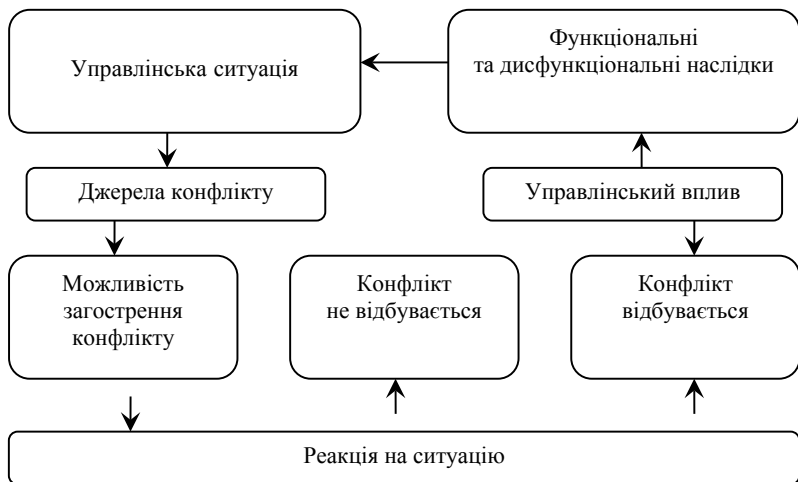 Управлінська ситуація
Функціональні
та дисфункціональні наслідки
Джерела конфлікту
Управлінський вплив
Можливість
загострення
конфлікту
Конфлікт
не відбувається
Конфлікт
відбувається
Реакція на ситуацію